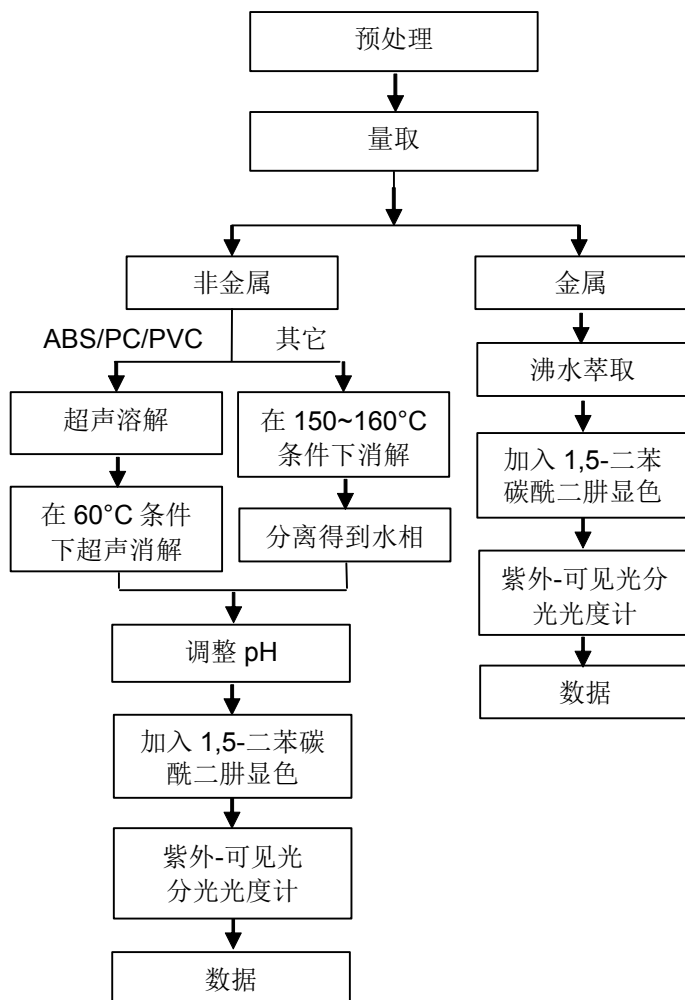 预处理
量取
非金属
金属
ABS/PC/PVC
其它
超声溶解
在 60°C 条件
下超声消解
在 150~160°C
条件下消解
分离得到水相
调整 pH
加入 1,5-二苯碳
酰二肼显色
紫外-可见光
分光光度计
数据
沸水萃取
加入 1,5-二苯
碳酰二肼显色
紫外-可见光分
光光度计
数据